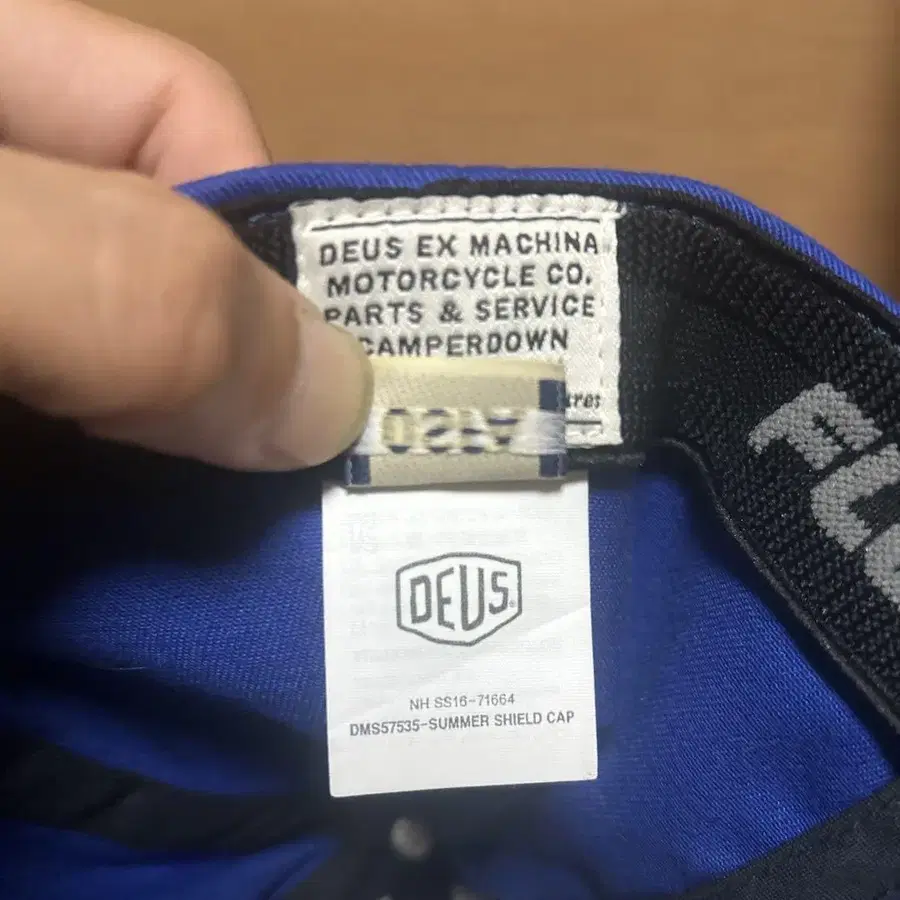 DEUS EX MACHINA
MOTORCYCLE CO.
PARTS & SERVICE
CAMPERDOWN
DEUS
NH SS16-71664
DMS57535-SUMMER SHIELD CAP